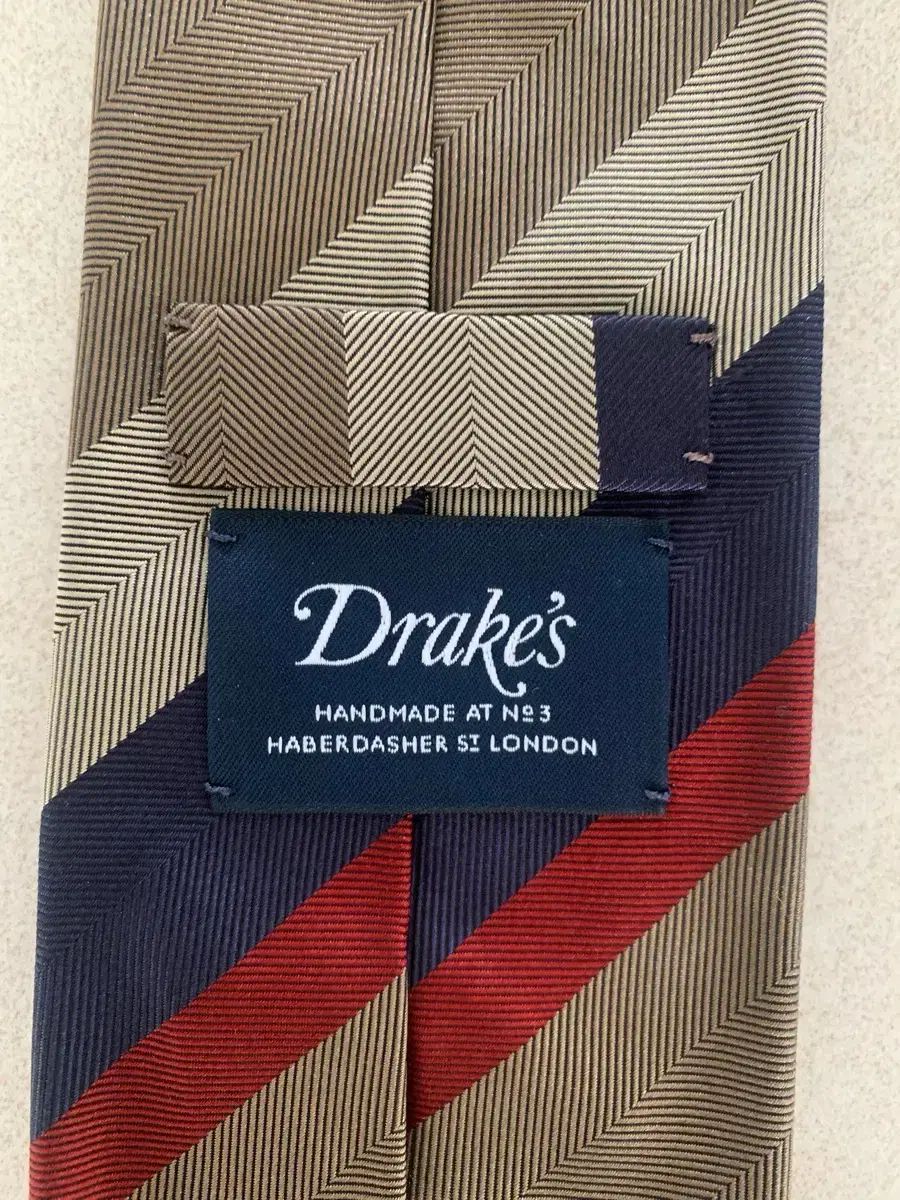 Drake's
HANDMADE AT Nº3
HABERDASHER ST LONDON